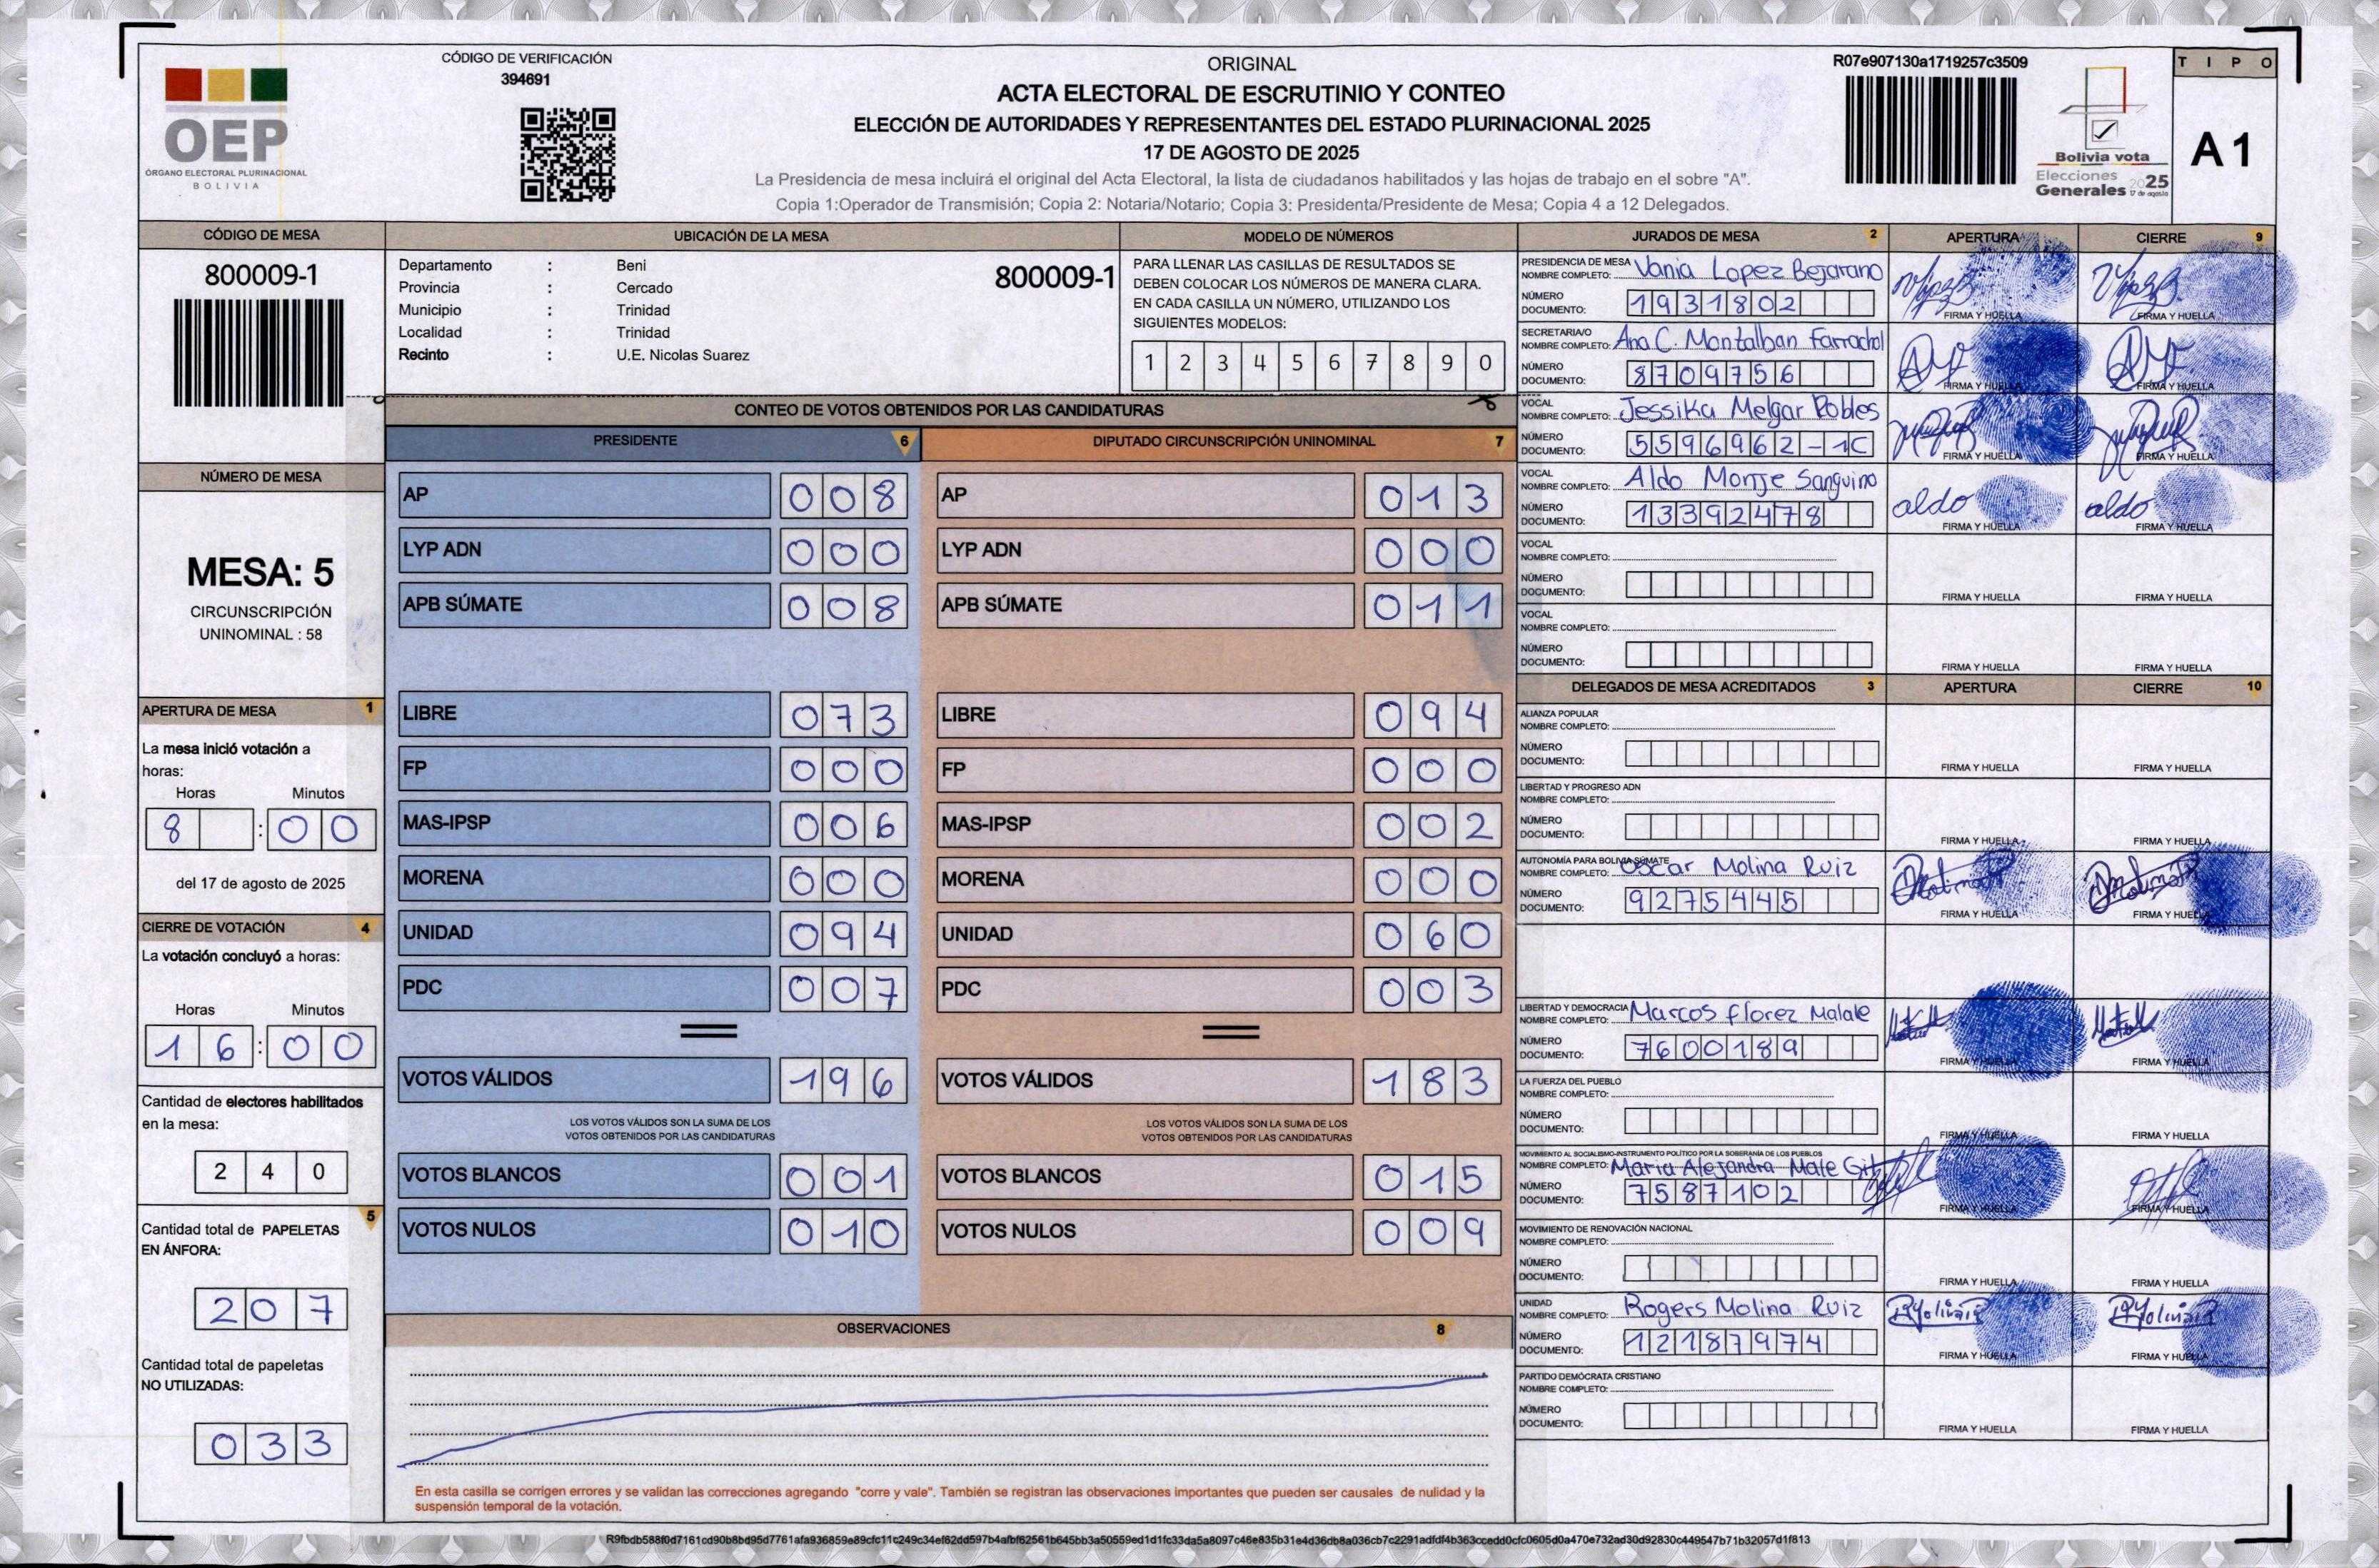 CÓDIGO DE VERIFICACIÓN
394691
OEP
ÓRGANO ELECTORAL PLURINACIONAL
BOLIVIA
ORIGINAL
ACTA ELECTORAL DE ESCRUTINIO Y CONTEO
ELECCIÓN DE AUTORIDADES Y REPRESENTANTES DEL ESTADO PLURINACIONAL 2025
17 DE AGOSTO DE 2025
La Presidencia de mesa incluirá el original del Acta Electoral, la lista de ciudadanos habilitados y las hojas de trabajo en el sobre "A".
Copia 1:Operador de Transmisión; Copia 2: Notaria/Notario; Copia 3: Presidenta/Presidente de Mesa; Copia 4 a 12 Delegados.
R07e907130a1719257c3509
Bolivia vota
Elecciones
Generales 2025
17 de agosto
TIPO
A 1
CÓDIGO DE MESA
800009-1
UBICACIÓN DE LA MESA
Departamento : Beni
Provincia : Cercado
Municipio : Trinidad
Localidad : Trinidad
Recinto : U.E. Nicolas Suarez
800009-1
MODELO DE NÚMEROS
PARA LLENAR LAS CASILLAS DE RESULTADOS SE
DEBEN COLOCAR LOS NÚMEROS DE MANERA CLARA.
EN CADA CASILLA UN NÚMERO, UTILIZANDO LOS
SIGUIENTES MODELOS:
1 2 3 4 5 6 7 8 9 0
NÚMERO DE MESA
MESA: 5
CIRCUNSCRIPCIÓN
UNINOMINAL : 58
APERTURA DE MESA 1
La mesa inició votación a
horas:
Horas Minutos
8 : 00
del 17 de agosto de 2025
CIERRE DE VOTACIÓN 4
La votación concluyó a horas:
Horas Minutos
16 : 00
Cantidad de electores habilitados
en la mesa:
240
Cantidad total de PAPELETAS 5
EN ÁNFORA:
207
Cantidad total de papeletas
NO UTILIZADAS:
033
CONTEO DE VOTOS OBTENIDOS POR LAS CANDIDATURAS
PRESIDENTE 6
AP 008
LYP ADN 000
APB SÚMATE 008
LIBRE 073
FP 000
MAS-IPSP 006
MORENA 000
UNIDAD 094
PDC 007
VOTOS VÁLIDOS 196
LOS VOTOS VÁLIDOS SON LA SUMA DE LOS
VOTOS OBTENIDOS POR LAS CANDIDATURAS
VOTOS BLANCOS 001
VOTOS NULOS 010
DIPUTADO CIRCUNSCRIPCIÓN UNINOMINAL 7
AP 013
LYP ADN 000
APB SÚMATE 011
LIBRE 094
FP 000
MAS-IPSP 002
MORENA 000
UNIDAD 060
PDC 003
VOTOS VÁLIDOS 183
LOS VOTOS VÁLIDOS SON LA SUMA DE LOS
VOTOS OBTENIDOS POR LAS CANDIDATURAS
VOTOS BLANCOS 015
VOTOS NULOS 009
OBSERVACIONES 8
En esta casilla se corrigen errores y se validan las correcciones agregando "corre y vale". También se registran las observaciones importantes que pueden ser causales de nulidad y la
suspensión temporal de la votación.
JURADOS DE MESA 2 APERTURA CIERRE 9
PRESIDENCIA DE MESA
NOMBRE COMPLETO: Vania Lopez Bejarano
NÚMERO
DOCUMENTO: 1931802
FIRMA Y HUELLA FIRMA Y HUELLA
SECRETARIA/O
NOMBRE COMPLETO: Ana C. Montalban Farrachol
NÚMERO
DOCUMENTO: 8709756
FIRMA Y HUELLA FIRMA Y HUELLA
VOCAL
NOMBRE COMPLETO: Jessika Melgar Robles
NÚMERO
DOCUMENTO: 5596962-1C
FIRMA Y HUELLA FIRMA Y HUELLA
VOCAL
NOMBRE COMPLETO: Aldo Monje Sanguino
NÚMERO
DOCUMENTO: 13392478
aldo aldo
FIRMA Y HUELLA FIRMA Y HUELLA
VOCAL
NOMBRE COMPLETO:
NÚMERO
DOCUMENTO:
FIRMA Y HUELLA FIRMA Y HUELLA
VOCAL
NOMBRE COMPLETO:
NÚMERO
DOCUMENTO:
FIRMA Y HUELLA FIRMA Y HUELLA
DELEGADOS DE MESA ACREDITADOS 3 APERTURA CIERRE 10
ALIANZA POPULAR
NOMBRE COMPLETO:
NÚMERO
DOCUMENTO:
FIRMA Y HUELLA FIRMA Y HUELLA
LIBERTAD Y PROGRESO ADN
NOMBRE COMPLETO:
NÚMERO
DOCUMENTO:
FIRMA Y HUELLA FIRMA Y HUELLA
AUTONOMÍA PARA BOLIVIA SÚMATE
NOMBRE COMPLETO: Oscar Molina Ruiz
NÚMERO
DOCUMENTO: 9275445
FIRMA Y HUELLA FIRMA Y HUELLA
LIBERTAD Y DEMOCRACIA
NOMBRE COMPLETO: Marcos florez Malale
NÚMERO
DOCUMENTO: 7600189
FIRMA Y HUELLA FIRMA Y HUELLA
LA FUERZA DEL PUEBLO
NOMBRE COMPLETO:
NÚMERO
DOCUMENTO:
FIRMA Y HUELLA FIRMA Y HUELLA
MOVIMIENTO AL SOCIALISMO-INSTRUMENTO POLÍTICO POR LA SOBERANÍA DE LOS PUEBLOS
NOMBRE COMPLETO: Maria Alejandra Male Gil
NÚMERO
DOCUMENTO: 7587102
FIRMA Y HUELLA FIRMA Y HUELLA
MOVIMIENTO DE RENOVACIÓN NACIONAL
NOMBRE COMPLETO:
NÚMERO
DOCUMENTO:
FIRMA Y HUELLA FIRMA Y HUELLA
UNIDAD
NOMBRE COMPLETO: Rogers Molina Ruiz
NÚMERO
DOCUMENTO: 12187974
FIRMA Y HUELLA FIRMA Y HUELLA
PARTIDO DEMÓCRATA CRISTIANO
NOMBRE COMPLETO:
NÚMERO
DOCUMENTO:
FIRMA Y HUELLA FIRMA Y HUELLA